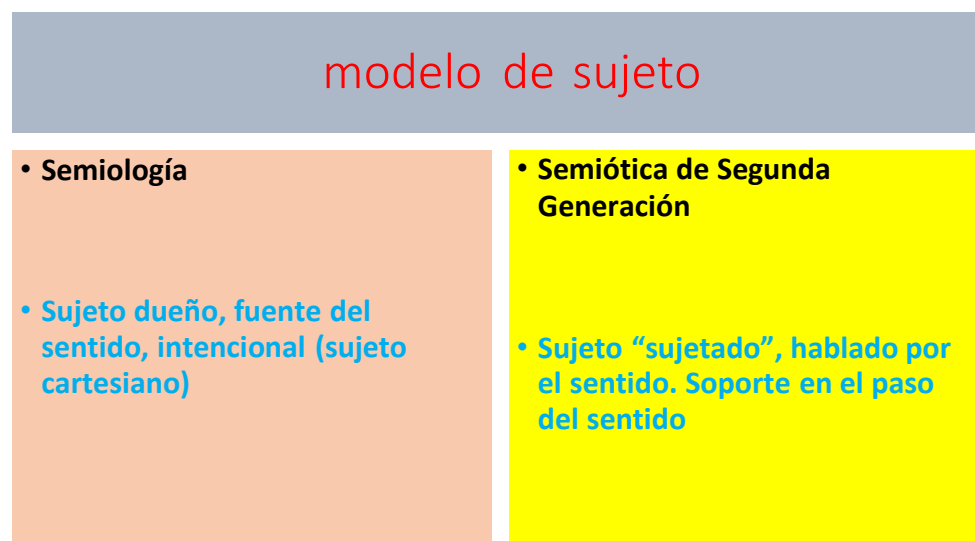 modelo de sujeto
• Semiología
• Sujeto dueño, fuente del
sentido, intencional (sujeto
cartesiano)
• Semiótica de Segunda
Generación
• Sujeto “sujetado”, hablado por
el sentido. Soporte en el paso
del sentido